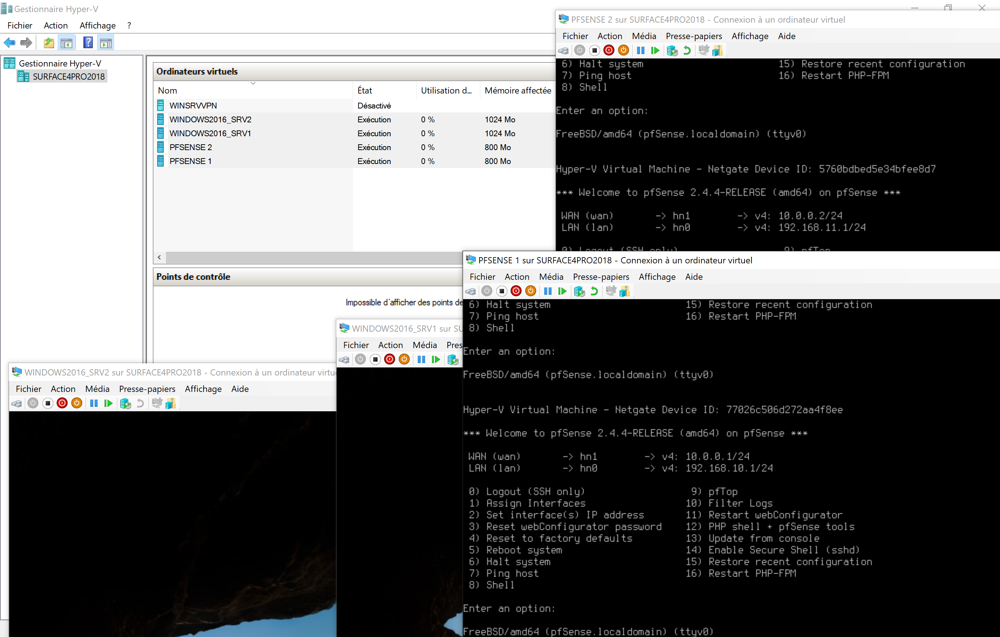 Gestionnaire Hyper-V
Fichier Action Affichage ?
Gestionnaire Hyper-V
SURFACE4PRO2018
Ordinateurs virtuels
Nom État Utilisation d... Mémoire affectée
WINSRVVPN Désactivé
WINDOWS2016_SRV2 Exécution 0 % 1024 Mo
WINDOWS2016_SRV1 Exécution 0 % 1024 Mo
PFSENSE 2 Exécution 0 % 800 Mo
PFSENSE 1 Exécution 0 % 800 Mo
Points de contrôle
Impossible d'afficher des points de
PFSENSE 2 sur SURFACE4PRO2018 - Connexion à un ordinateur virtuel
Fichier Action Média Presse-papiers Affichage Aide
6) Halt system 15) Restore recent configuration
7) Ping host 16) Restart PHP-FPM
8) Shell
Enter an option:
FreeBSD/amd64 (pfSense.localdomain) (ttyv0)
Hyper-V Virtual Machine - Netgate Device ID: 5760bdbed5e34bfee8d7
*** Welcome to pfSense 2.4.4-RELEASE (amd64) on pfSense ***
WAN (wan) -> hn1 -> v4: 10.0.0.2/24
LAN (lan) -> hn0 -> v4: 192.168.11.1/24
0) Logout (SSH only) 9) pfTop
PFSENSE 1 sur SURFACE4PRO2018 - Connexion à un ordinateur virtuel
Fichier Action Média Presse-papiers Affichage Aide
6) Halt system 15) Restore recent configuration
7) Ping host 16) Restart PHP-FPM
8) Shell
Enter an option:
FreeBSD/amd64 (pfSense.localdomain) (ttyv0)
Hyper-V Virtual Machine - Netgate Device ID: 77026c506d272aa4f8ee
*** Welcome to pfSense 2.4.4-RELEASE (amd64) on pfSense ***
WAN (wan) -> hn1 -> v4: 10.0.0.1/24
LAN (lan) -> hn0 -> v4: 192.168.10.1/24
0) Logout (SSH only) 9) pfTop
1) Assign Interfaces 10) Filter Logs
2) Set interface(s) IP address 11) Restart webConfigurator
3) Reset webConfigurator password 12) PHP shell + pfSense tools
4) Reset to factory defaults 13) Update from console
5) Reboot system 14) Enable Secure Shell (sshd)
6) Halt system 15) Restore recent configuration
7) Ping host 16) Restart PHP-FPM
8) Shell
Enter an option:
FreeBSD/amd64 (pfSense.localdomain) (ttyv0)
WINDOWS2016_SRV1 sur SU
Fichier Action Média Pres
WINDOWS2016_SRV2 sur SURFACE4PRO2018 - Connexion à un ordinateur virtu
Fichier Action Média Presse-papiers Affichage Aide